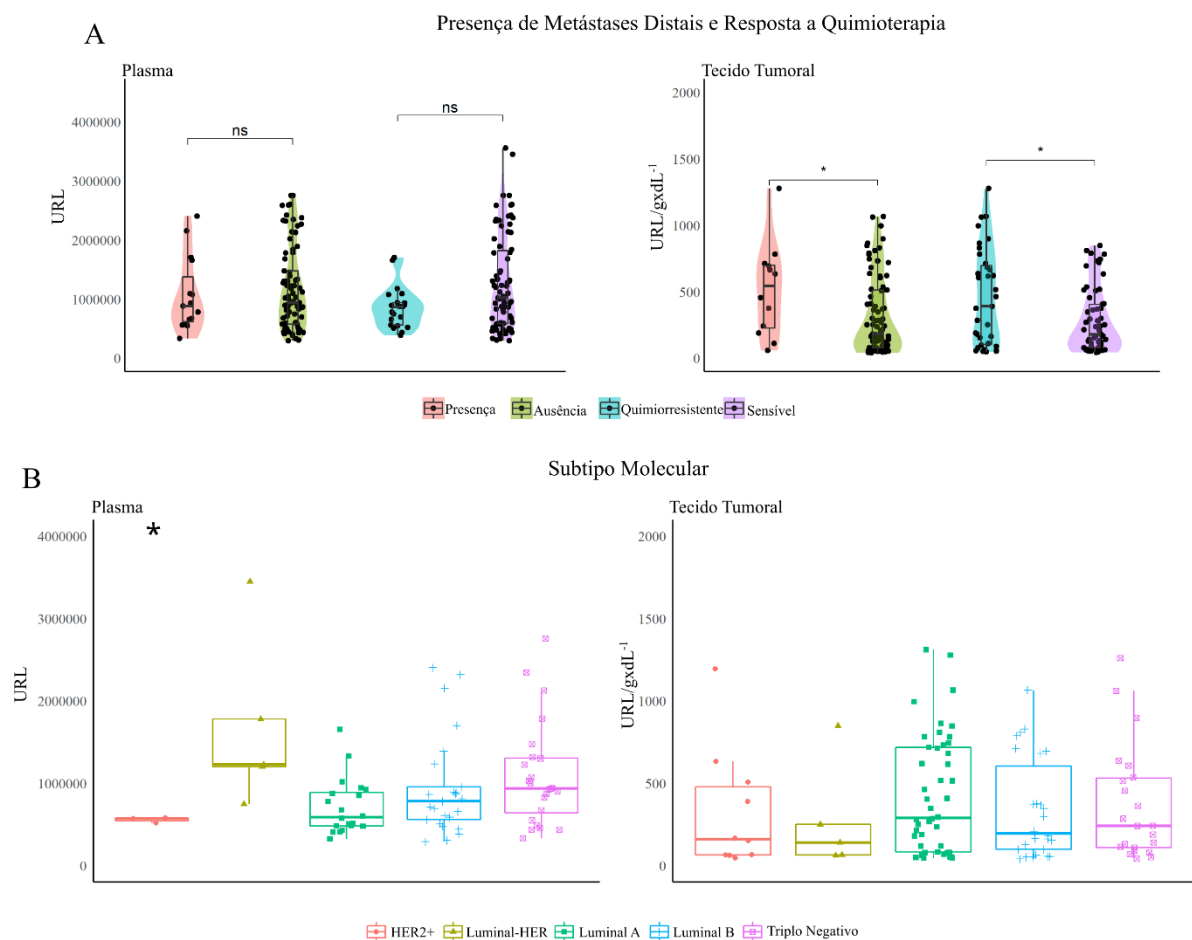 A
Presença de Metástases Distais e Resposta a Quimioterapia
Plasma
URL
4000000
3000000
2000000
1000000
0
ns
ns
Tecido Tumoral
URL/gxdL⁻¹
2000
1500
1000
500
0
*
*
Presença Ausência Quimiorresistente Sensível
B
Subtipo Molecular
Plasma
URL
4000000
3000000
2000000
1000000
0
*
Tecido Tumoral
URL/gxdL⁻¹
2000
1500
1000
500
0
HER2+ Luminal-HER Luminal A Luminal B Triplo Negativo